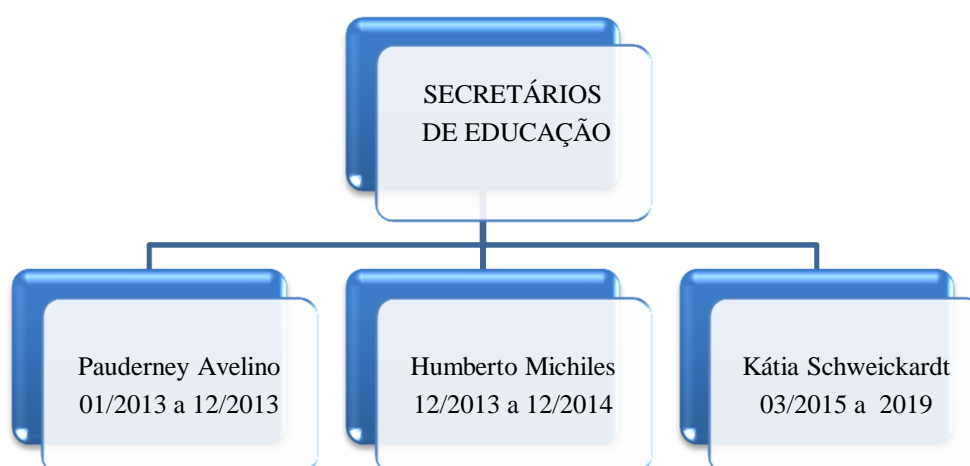 SECRETÁRIOS
DE EDUCAÇÃO
Pauderney Avelino
01/2013 a 12/2013
Humberto Michiles
12/2013 a 12/2014
Kátia Schweickardt
03/2015 a 2019